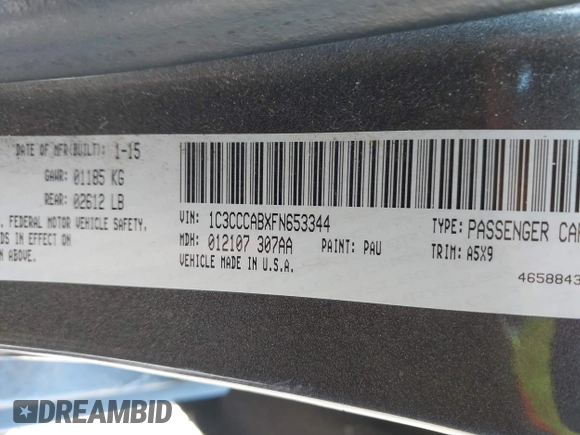 DATE OF MFR(BUILT): 1-15
GAWR: 01185 KG
REAR: 02612 LB
. FEDERAL MOTOR VEHICLE SAFETY,
DS IN EFFECT ON
N ABOVE.
VIN: 1C3CCCABXFN653344
MDH: 012107 307AA PAINT: PAU
VEHICLE MADE IN U.S.A.
TYPE: PASSENGER CAR
TRIM: A5X9
4658843
DREAMBID